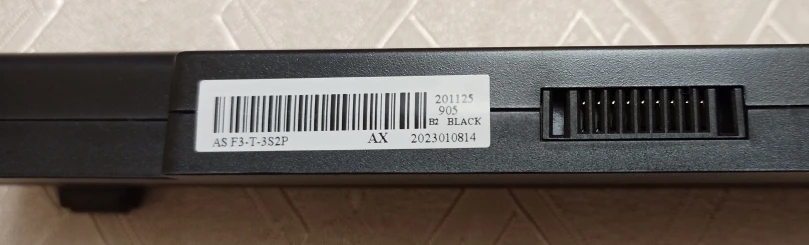 201125
905
B2 BLACK
AS F3-T-3S2P AX 2023010814